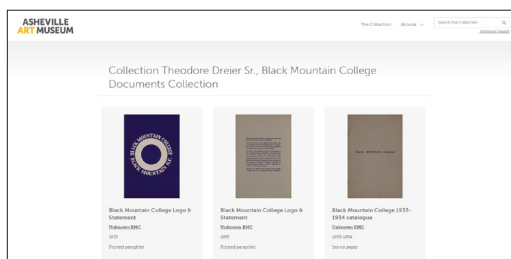 ASHEVILLE
ART MUSEUM
The Collection
Browse
Search the Collection
Advanced Search
Collection Theodore Dreier Sr., Black Mountain College
Documents Collection
BLACK MOUNTAIN COLLEGE
BLACK MOUNTAIN, N.C.
BLACK MOUNTAIN COLLEGE
Black Mountain College Logo &
Statement
Unknown BMC
1935
Printed pamphlet
Black Mountain College Logo &
Statement
Unknown BMC
1935
Printed pamphlet
Black Mountain College 1933-
1934 catalogue
Unknown BMC
1933-1934
Ink on paper